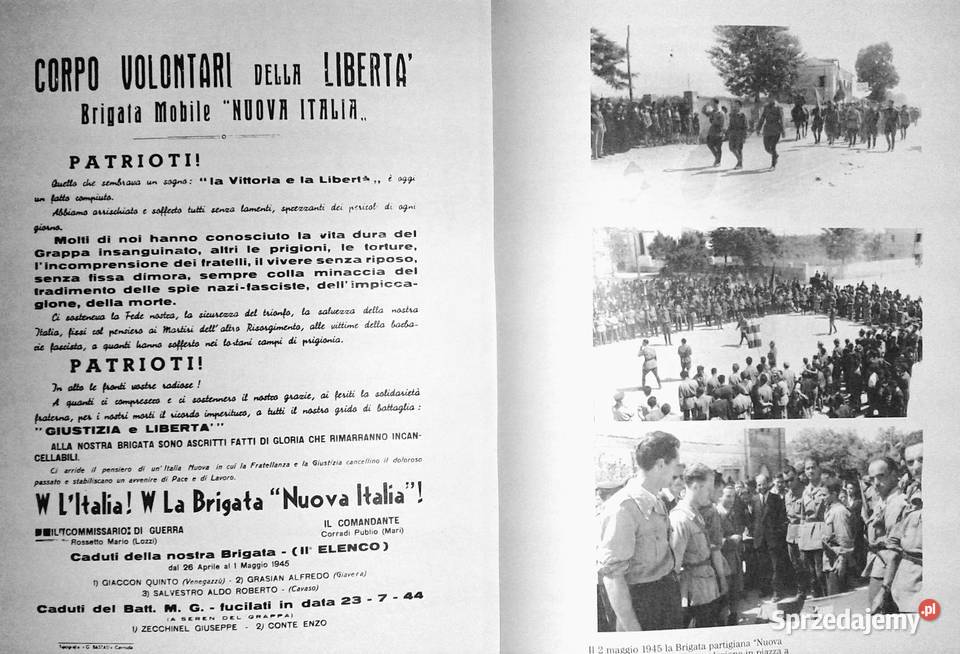 CORPO VOLONTARI DELLA LIBERTA'
Brigata Mobile "NUOVA ITALIA„
PATRIOTI!
Quello che sembrava un sogno: "la Vittoria e la Libertà„ è oggi
un fatto compiuto.
Abbiamo arrischiato e sofferto tutti senza lamenti, sprezzanti dei pericoli di ogni
giorno.
Molti di noi hanno conosciuto la vita dura del
Grappa insanguinato, altri le prigioni, le torture,
l'incomprensione dei fratelli, il vivere senza riposo,
senza fissa dimora, sempre colla minaccia del
tradimento delle spie nazi-fasciste, dell'impicca-
gione, della morte.
Ci sosteneva la Fede nostra, la sicurezza del trionfo, la salvezza della nostra
Italia, fissi col pensiero ai Martiri dell'altro Risorgimento, alle vittime della barba-
rie fascista, a quanti hanno sofferto nei lontani campi di prigionia.
PATRIOTI!
In alto le fronti vostre radiose!
A quanti ci compresero e ci sostennero il nostro grazie, ai feriti la solidarietà
fraterna, per i nostri morti il ricordo imperituro, a tutti il nostro grido di battaglia:
"GIUSTIZIA e LIBERTA'"
ALLA NOSTRA BRIGATA SONO ASCRITTI FATTI DI GLORIA CHE RIMARRANNO INCAN-
CELLABILI.
Ci arride il pensiero di un'Italia Nuova in cui la Fratellanza e la Giustizia cancellino il doloroso
passato e stabiliscano un avvenire di Pace e di Lavoro.
W L'Italia! W La Brigata "Nuova Italia"!
IL COMMISSARIO DI GUERRA
Rossetto Mario (Lozzi)
IL COMANDANTE
Corradi Publio (Mari)
Caduti della nostra Brigata - (II° ELENCO)
dal 26 Aprile al 1 Maggio 1945
1) GIACCON QUINTO (Venegazzù) - 2) GRASIAN ALFREDO (Giavera)
3) SALVESTRO ALDO ROBERTO - (Cavaso)
Caduti del Batt. M. G. - fucilati in data 23 - 7 - 44
(A SEREN DEL GRAPPA)
1) ZECCHINEL GIUSEPPE - 2) CONTE ENZO
Tipografia
Il 2 maggio 1945 la Brigata partigiana "Nuova
in piazza a
Sprzedajemy.pl